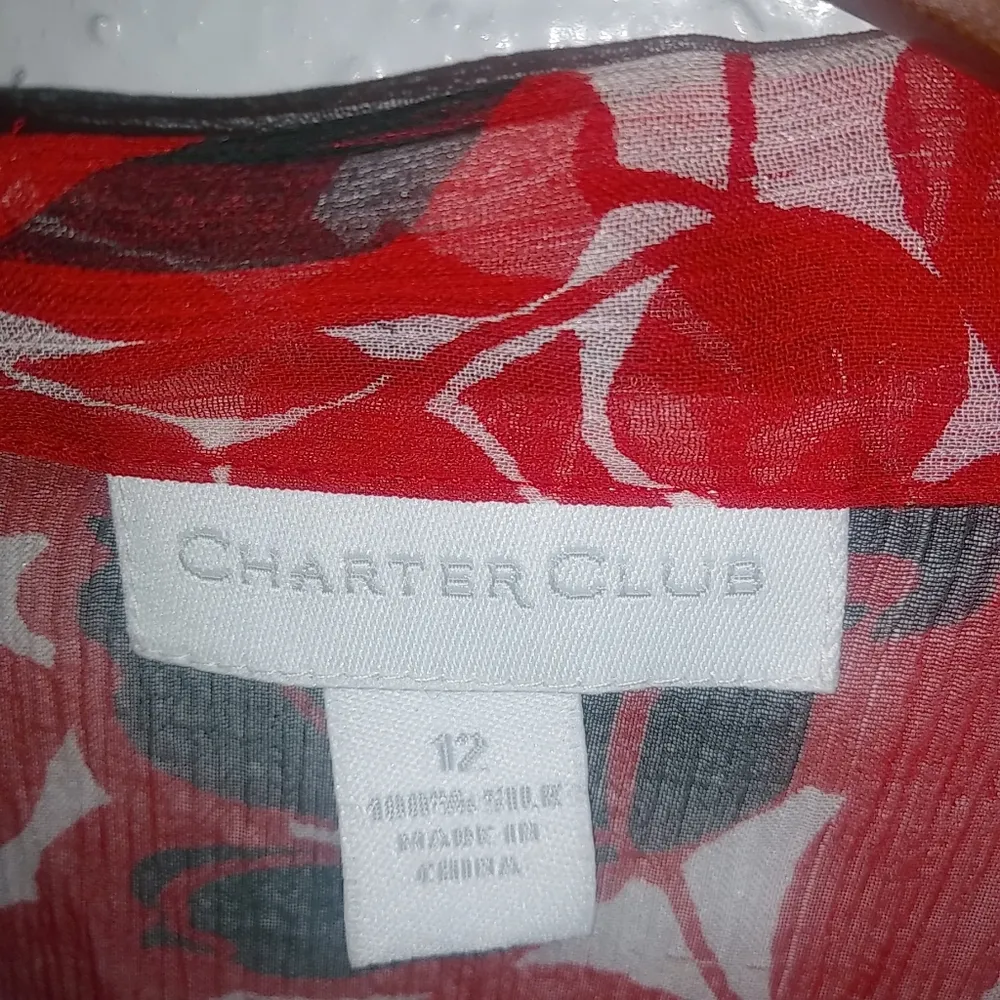 CHARTER CLUB
12
100% SILK
MADE IN
CHINA